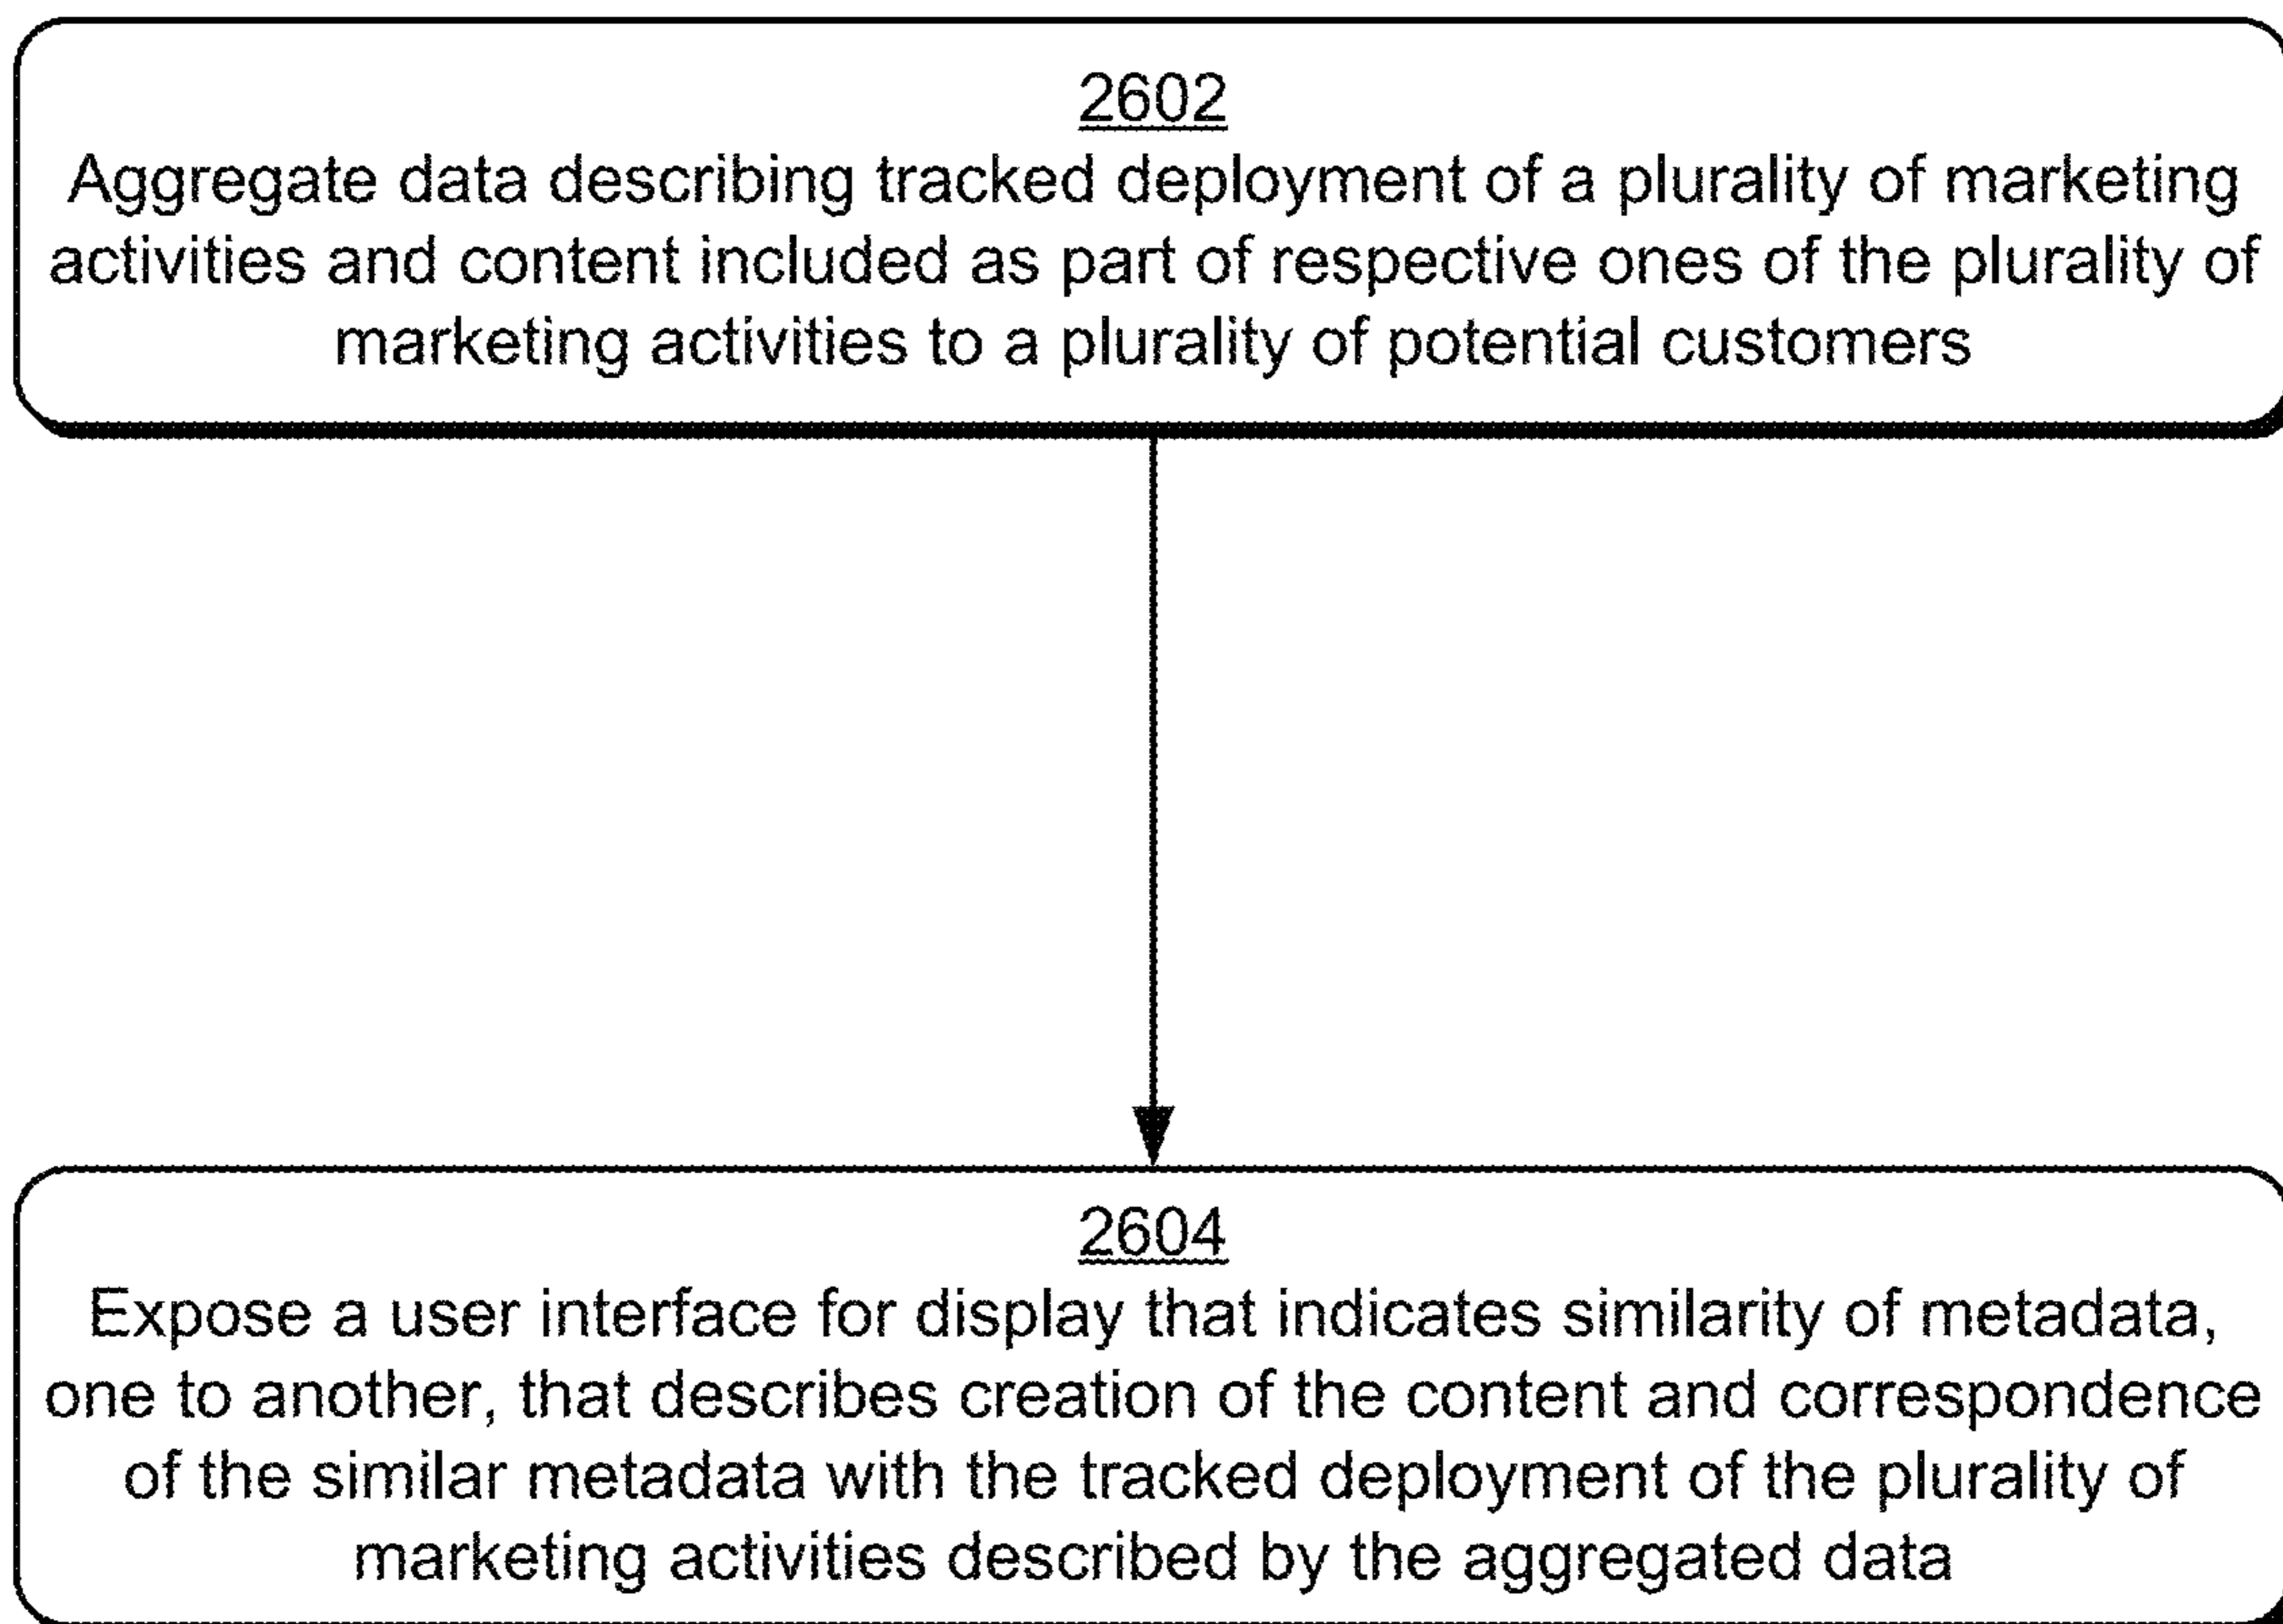 2602
Aggregate data describing tracked deployment of a plurality of marketing
activities and content included as part of respective ones of the plurality of
marketing activities to a plurality of potential customers
2604
Expose a user interface for display that indicates similarity of metadata,
one to another, that describes creation of the content and correspondence
of the similar metadata with the tracked deployment of the plurality of
marketing activities described by the aggregated data